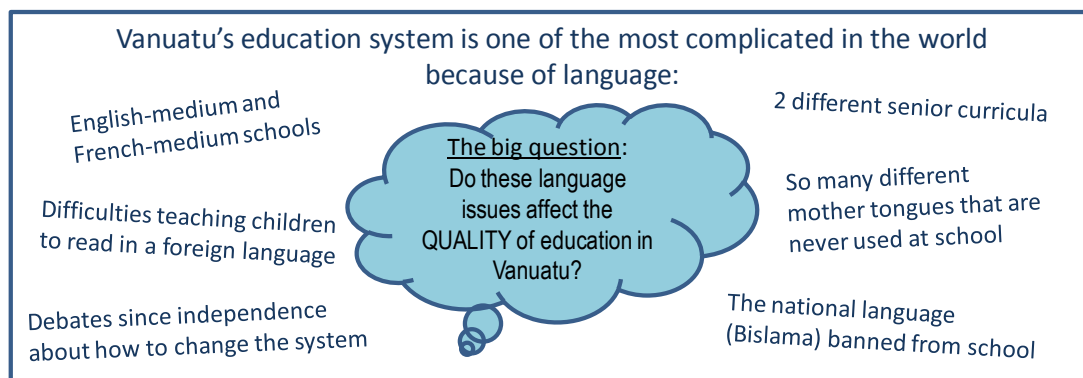 Vanuatu's education system is one of the most complicated in the world
because of language:
English-medium and
French-medium schools
Difficulties teaching children
to read in a foreign language
Debates since independence
about how to change the system
The big question:
Do these language
issues affect the
QUALITY of education in
Vanuatu?
2 different senior curricula
So many different
mother tongues that are
never used at school
The national language
(Bislama) banned from school